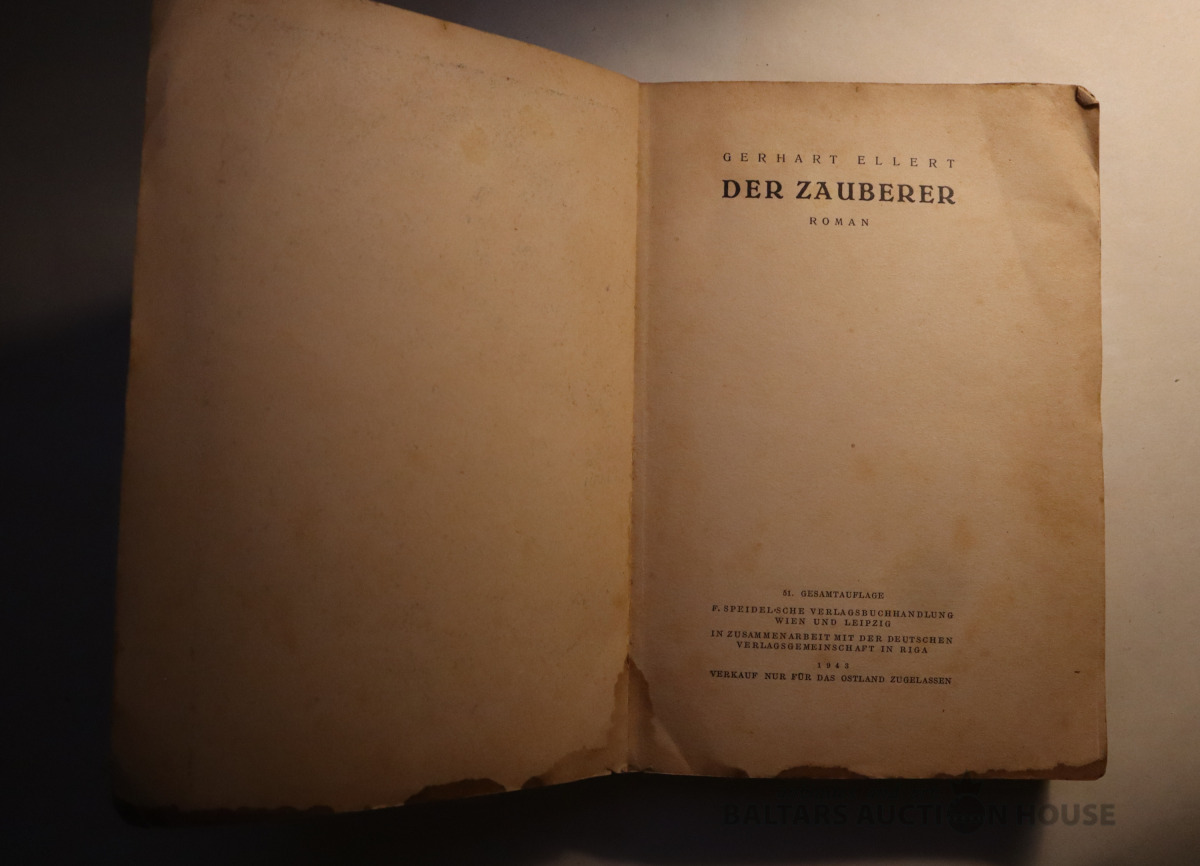 GERHART ELLERT
DER ZAUBERER
ROMAN
51. GESAMTAUFLAGE
F. SPEIDEL-SCHE VERLAGSBUCHHANDLUNG
WIEN UND LEIPZIG
IN ZUSAMMENARBEIT MIT DER DEUTSCHEN
VERLAGSGEMEINSCHAFT IN RIGA
1943
VERKAUF NUR FÜR DAS OSTLAND ZUGELASSEN
BALTARS AUCTION HOUSE